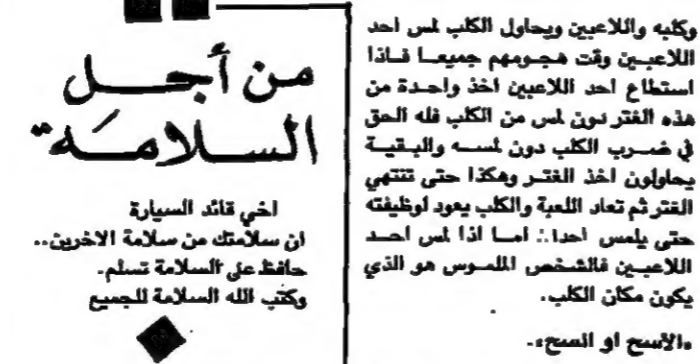 وكلبه واللاعبين ويحاول الكلب لمس احد
اللاعبين وقت هجومهم جميعا فاذا
استطاع احد اللاعبين اخذ واحدة من
هذه الغتر دون لمس من الكلب فله الحق
في ضرب الكلب دون لمسه والبقية
يحاولون اخذ الغتر وهكذا حتى تنتهي
الغتر ثم تعاد اللعبة والكلب يعود لوظيفته
حتى يلمس احدا.. أما اذا لمس احد
اللاعبين فالشخص الملموس هو الذي
يكون مكان الكلب.
«الاسح او السح».
من أجل
السلامة
اخي قائد السيارة
ان سلامتك من سلامة الاخرين..
حافظ على السلامة تسلم.
وكتب الله السلامة للجميع